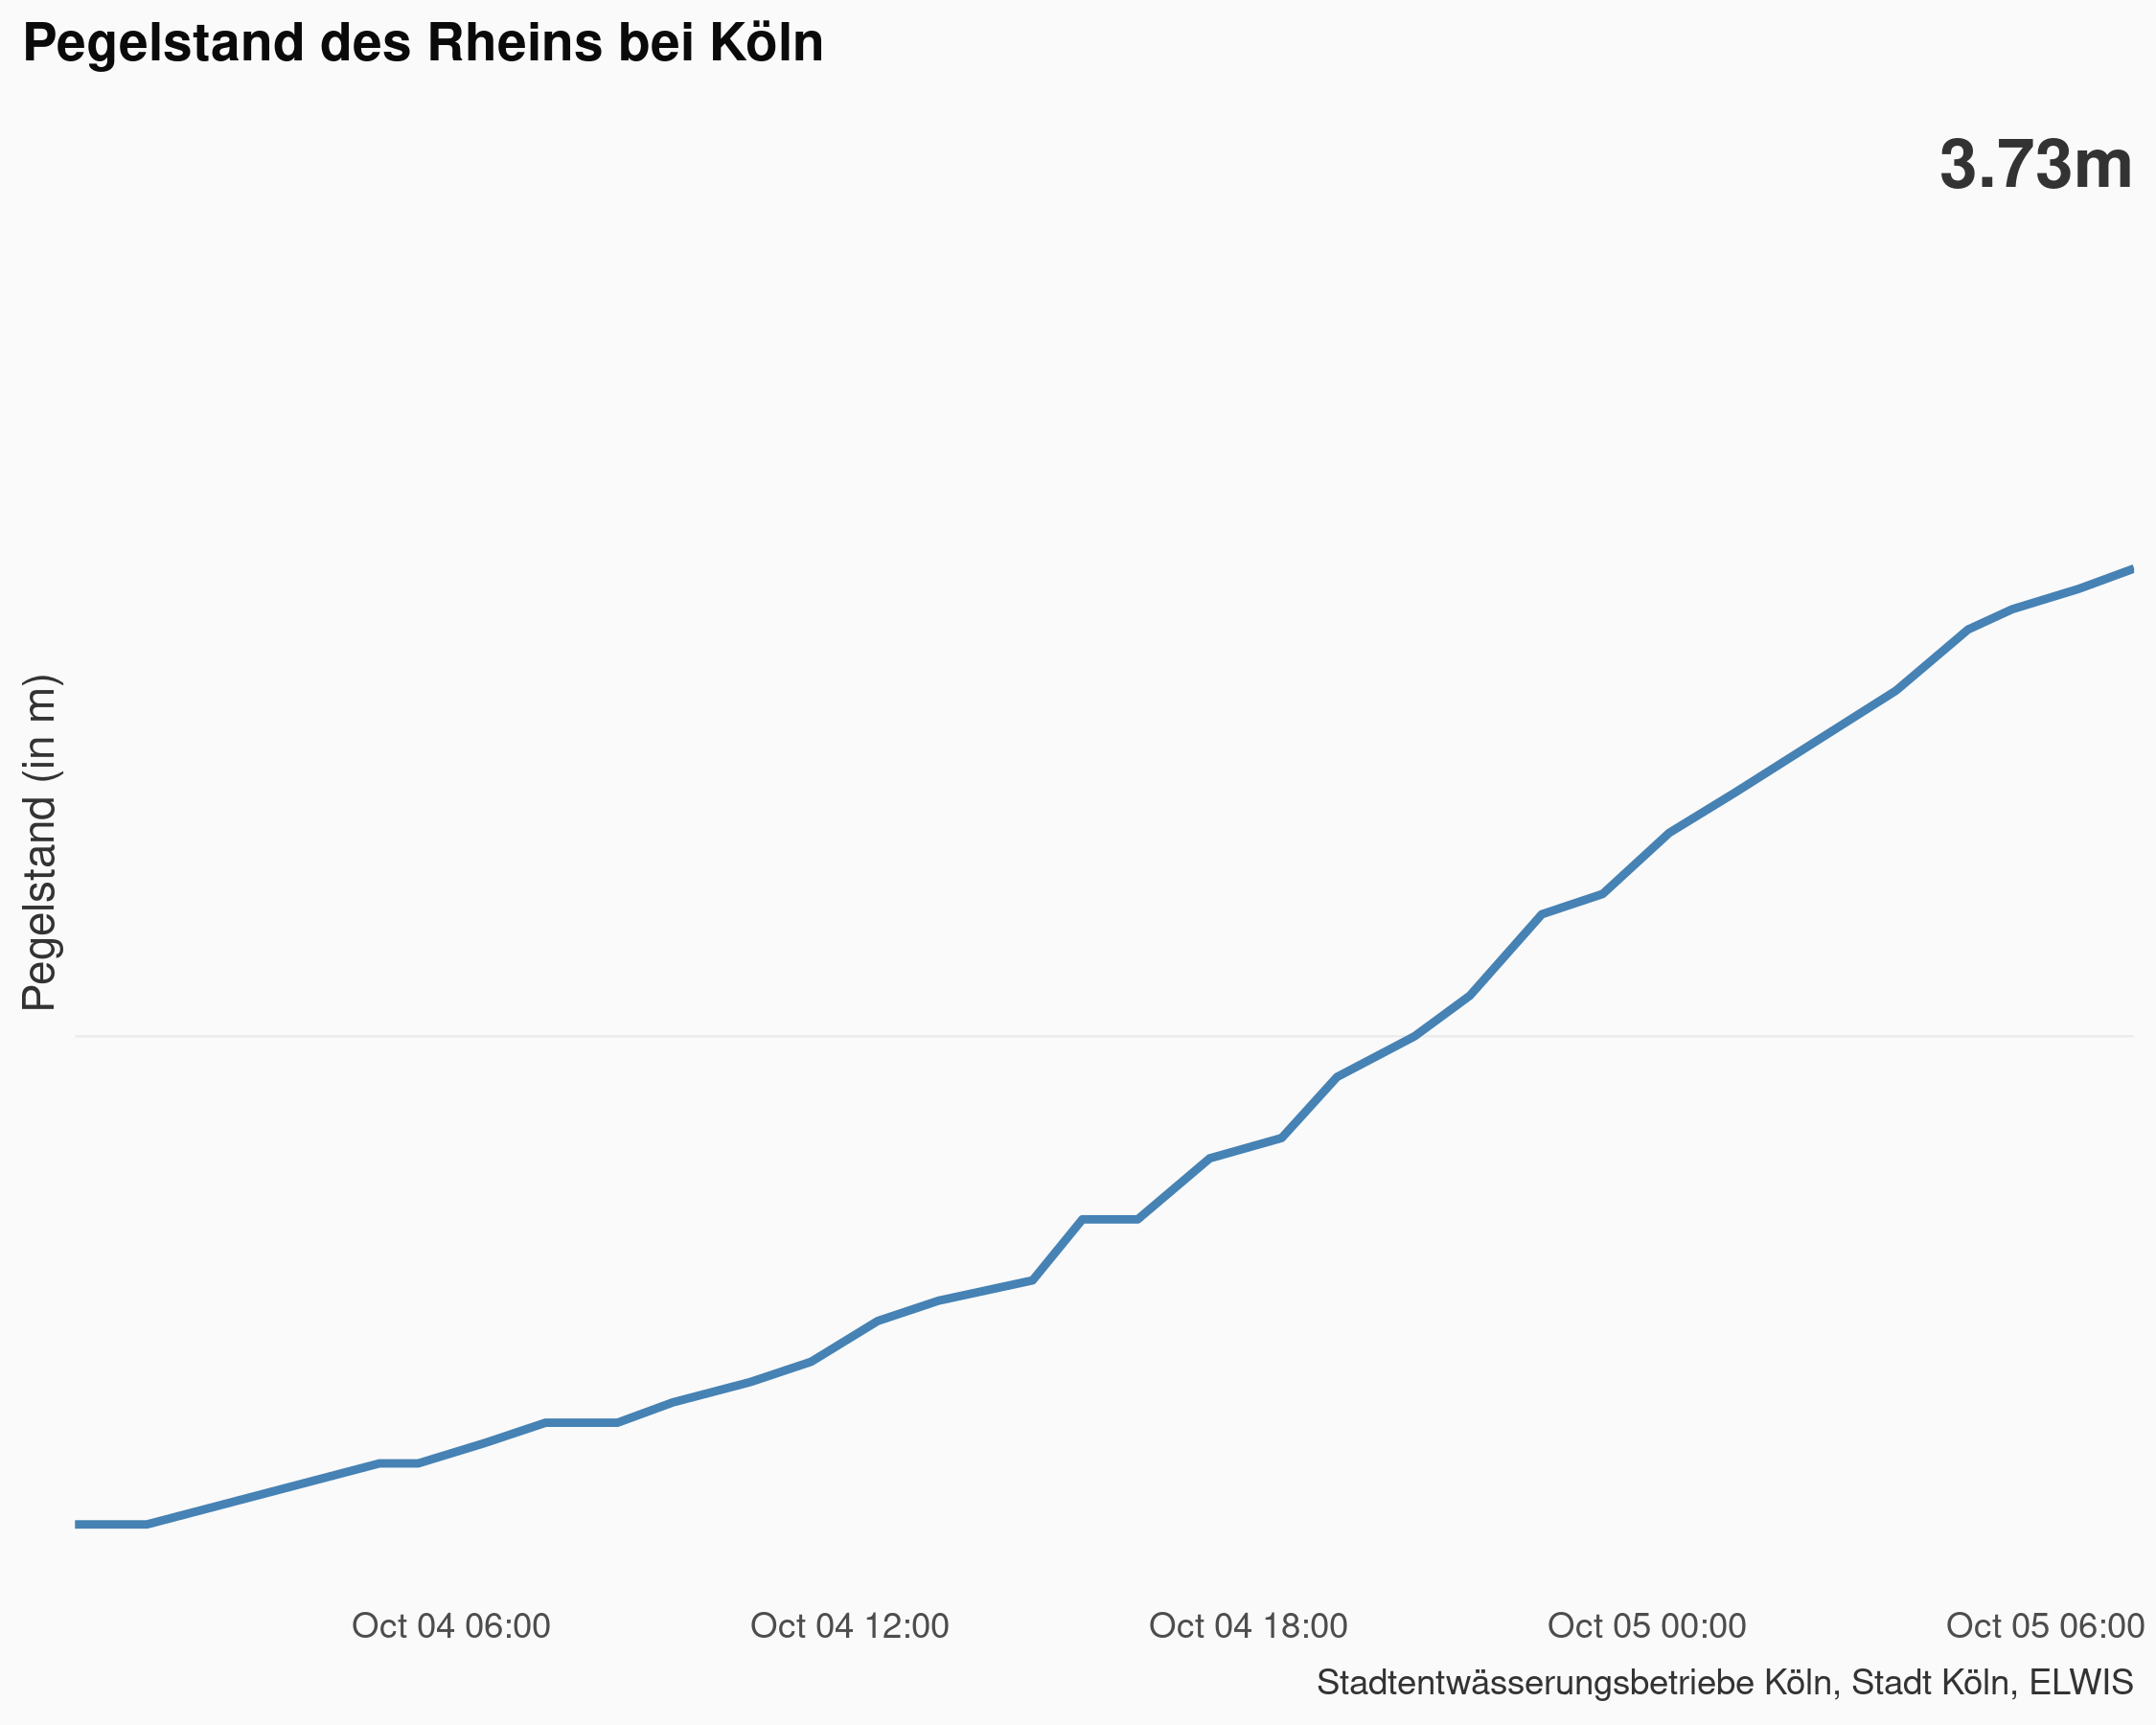 Pegelstand des Rheins bei Köln
3.73m
Pegelstand (in m)
Oct 04 06:00 Oct 04 12:00 Oct 04 18:00 Oct 05 00:00 Oct 05 06:00
Stadtentwässerungsbetriebe Köln, Stadt Köln, ELWIS